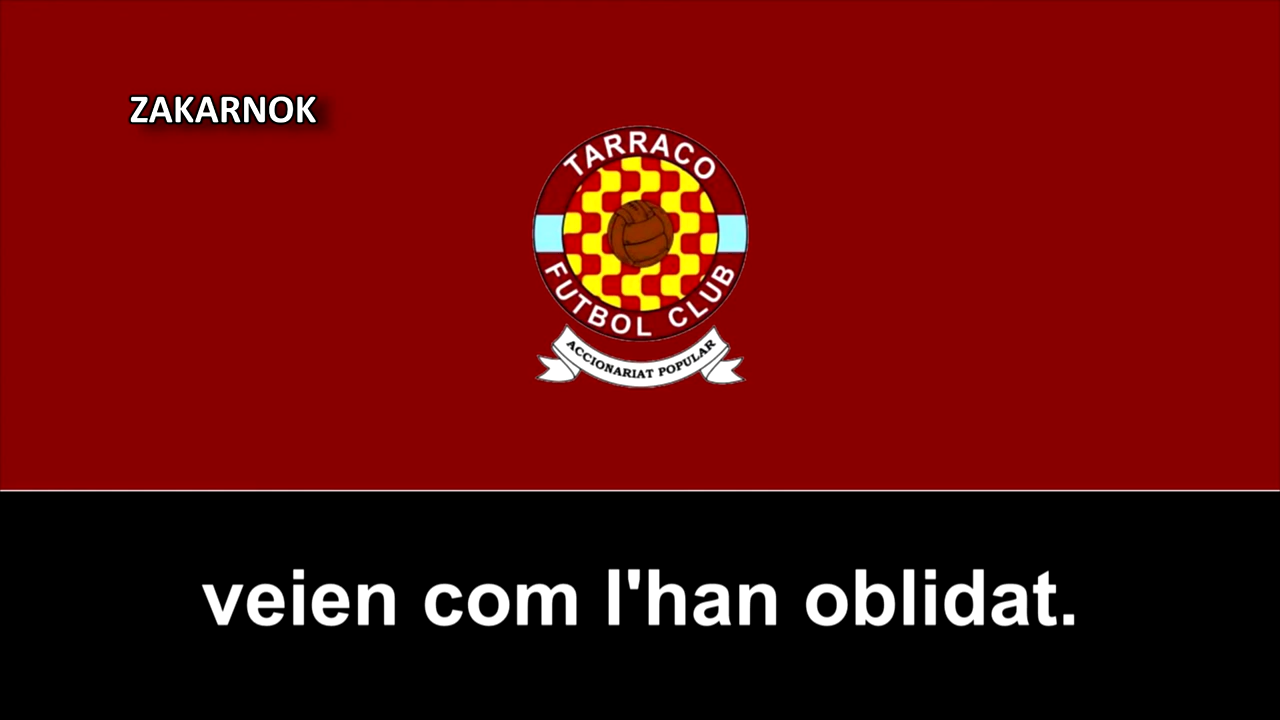 ZAKARNOK
TARRACO
FUTBOL CLUB
ACCIONARIAT POPULAR
veien com l'han oblidat.